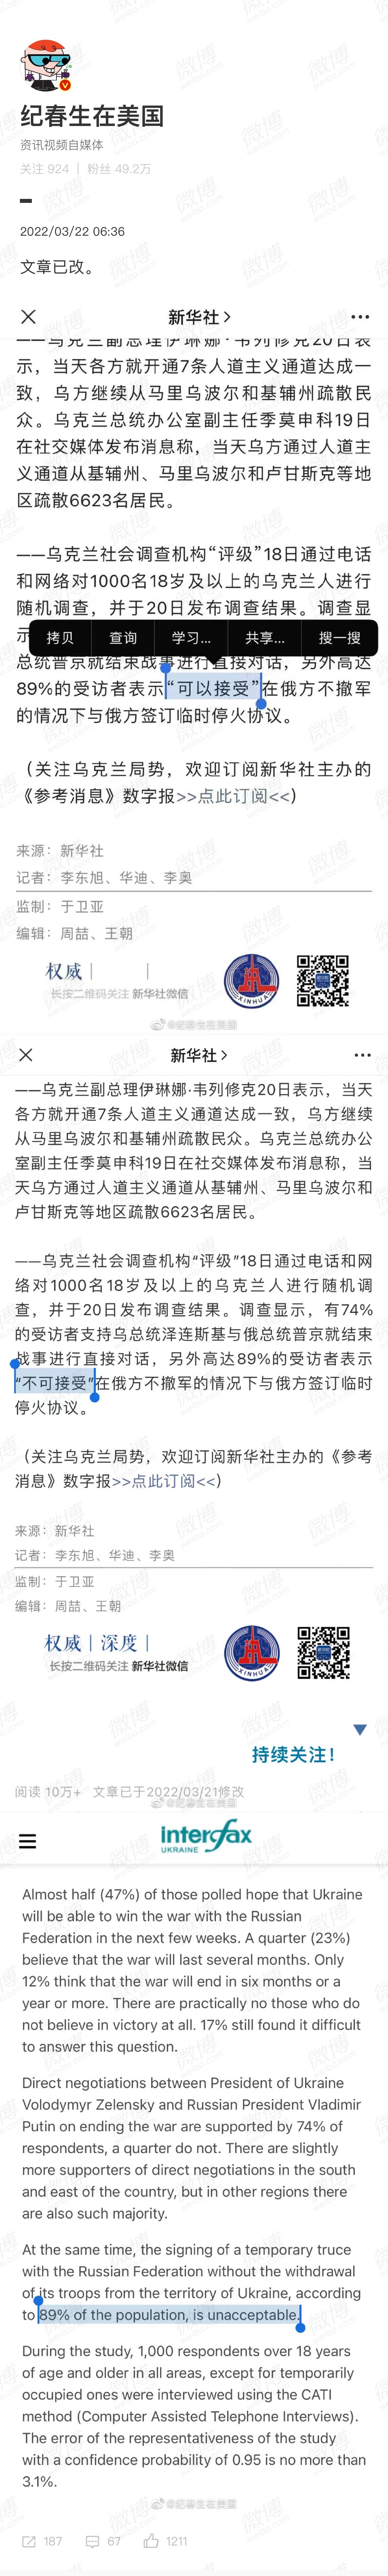 纪春生在美国
资讯视频自媒体
关注 924 | 粉丝 49.2万
2022/03/22 06:36
文章已改。
新华社
——乌克兰副总理伊琳娜·韦列修克20日表
示，当天各方就开通7条人道主义通道达成一
致，乌方继续从马里乌波尔和基辅州疏散民
众。乌克兰总统办公室副主任季莫申科19日
在社交媒体发布消息称，当天乌方通过人道主
义通道从基辅州、马里乌波尔和卢甘斯克等地
区疏散6623名居民。
——乌克兰社会调查机构“评级”18日通过电话
和网络对1000名18岁及以上的乌克兰人进行
随机调查，并于20日发布调查结果。调查显
示
拷贝 查询 学习... 共享... 搜一搜
总统普京就结束战事进行直接对话，另外高达
89%的受访者表示“可以接受”在俄方不撤军
的情况下与俄方签订临时停火协议。
（关注乌克兰局势，欢迎订阅新华社主办的
《参考消息》数字报>>点此订阅<<）
来源：新华社
记者：李东旭、华迪、李奥
监制：于卫亚
编辑：周喆、王朝
权威｜ ｜
长按二维码关注 新华社微信
XINHUA
@纪春生在美国
新华社
——乌克兰副总理伊琳娜·韦列修克20日表示，当天
各方就开通7条人道主义通道达成一致，乌方继续
从马里乌波尔和基辅州疏散民众。乌克兰总统办公
室副主任季莫申科19日在社交媒体发布消息称，当
天乌方通过人道主义通道从基辅州、马里乌波尔和
卢甘斯克等地区疏散6623名居民。
——乌克兰社会调查机构“评级”18日通过电话和网
络对1000名18岁及以上的乌克兰人进行随机调
查，并于20日发布调查结果。调查显示，有74%
的受访者支持乌总统泽连斯基与俄总统普京就结束
战事进行直接对话，另外高达89%的受访者表示
“不可接受”在俄方不撤军的情况下与俄方签订临时
停火协议。
（关注乌克兰局势，欢迎订阅新华社主办的《参考
消息》数字报>>点此订阅<<）
来源：新华社
记者：李东旭、华迪、李奥
监制：于卫亚
编辑：周喆、王朝
权威｜深度｜
长按二维码关注 新华社微信
XINHUA
持续关注！
阅读 10万+ 文章已于2022/03/21修改
@纪春生在美国
interfax
UKRAINE
Almost half (47%) of those polled hope that Ukraine
will be able to win the war with the Russian
Federation in the next few weeks. A quarter (23%)
believe that the war will last several months. Only
12% think that the war will end in six months or a
year or more. There are practically no those who do
not believe in victory at all. 17% still found it difficult
to answer this question.
Direct negotiations between President of Ukraine
Volodymyr Zelensky and Russian President Vladimir
Putin on ending the war are supported by 74% of
respondents, a quarter do not. There are slightly
more supporters of direct negotiations in the south
and east of the country, but in other regions there
are also such majority.
At the same time, the signing of a temporary truce
with the Russian Federation without the withdrawal
of its troops from the territory of Ukraine, according
to 89% of the population, is unacceptable.
During the study, 1,000 respondents over 18 years
of age and older in all areas, except for temporarily
occupied ones were interviewed using the CATI
method (Computer Assisted Telephone Interviews).
The error of the representativeness of the study
with a confidence probability of 0.95 is no more than
3.1%.
@纪春生在美国
187 67 1211